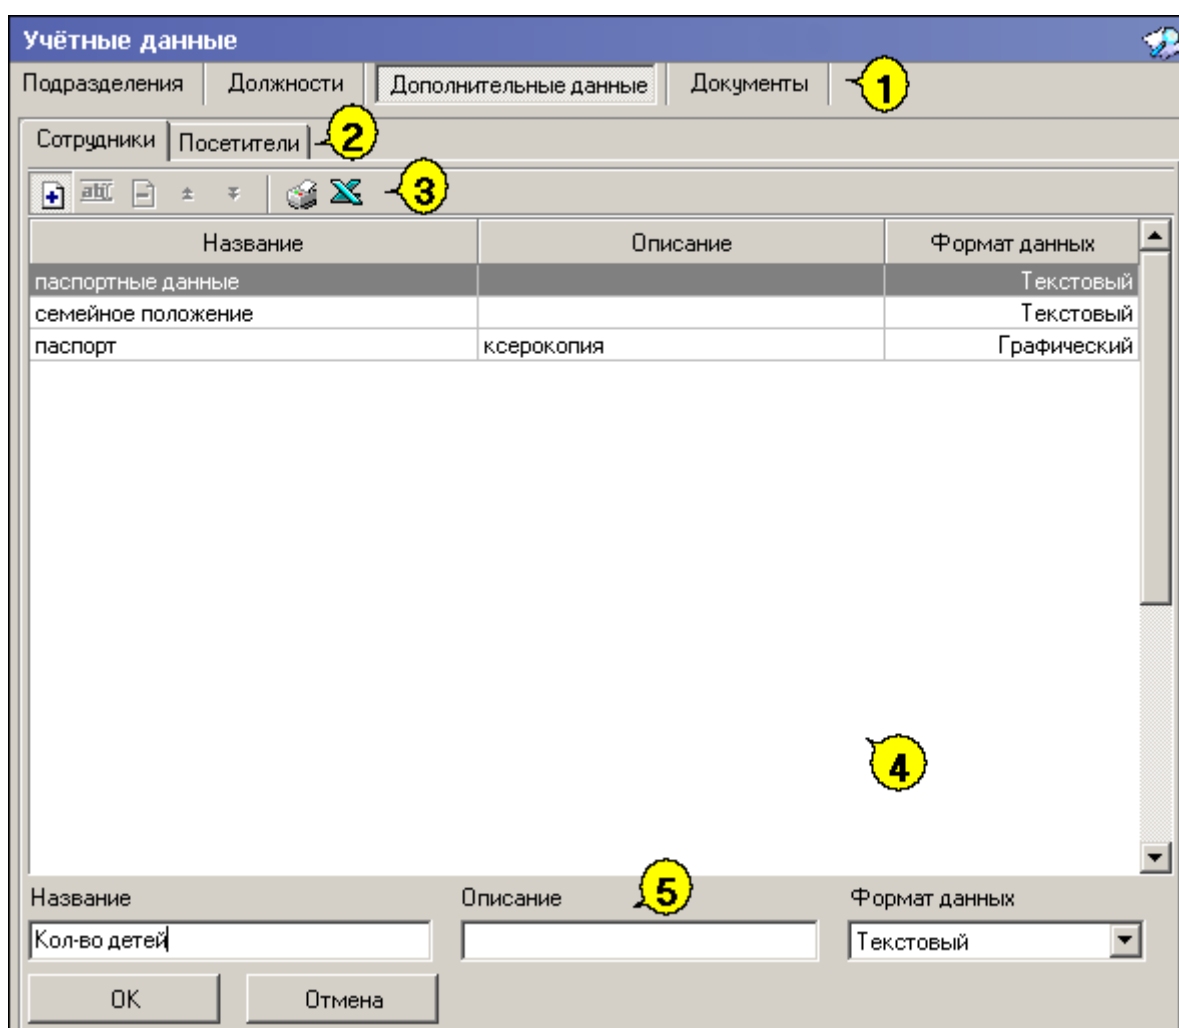 Учётные данные
Подразделения Должности Дополнительные данные Документы 1
Сотрудники Посетители 2
abc 3
Название Описание Формат данных
паспортные данные Текстовый
семейное положение Текстовый
паспорт ксерокопия Графический
4
5
Название Описание Формат данных
Кол-во детей Текстовый
OK Отмена